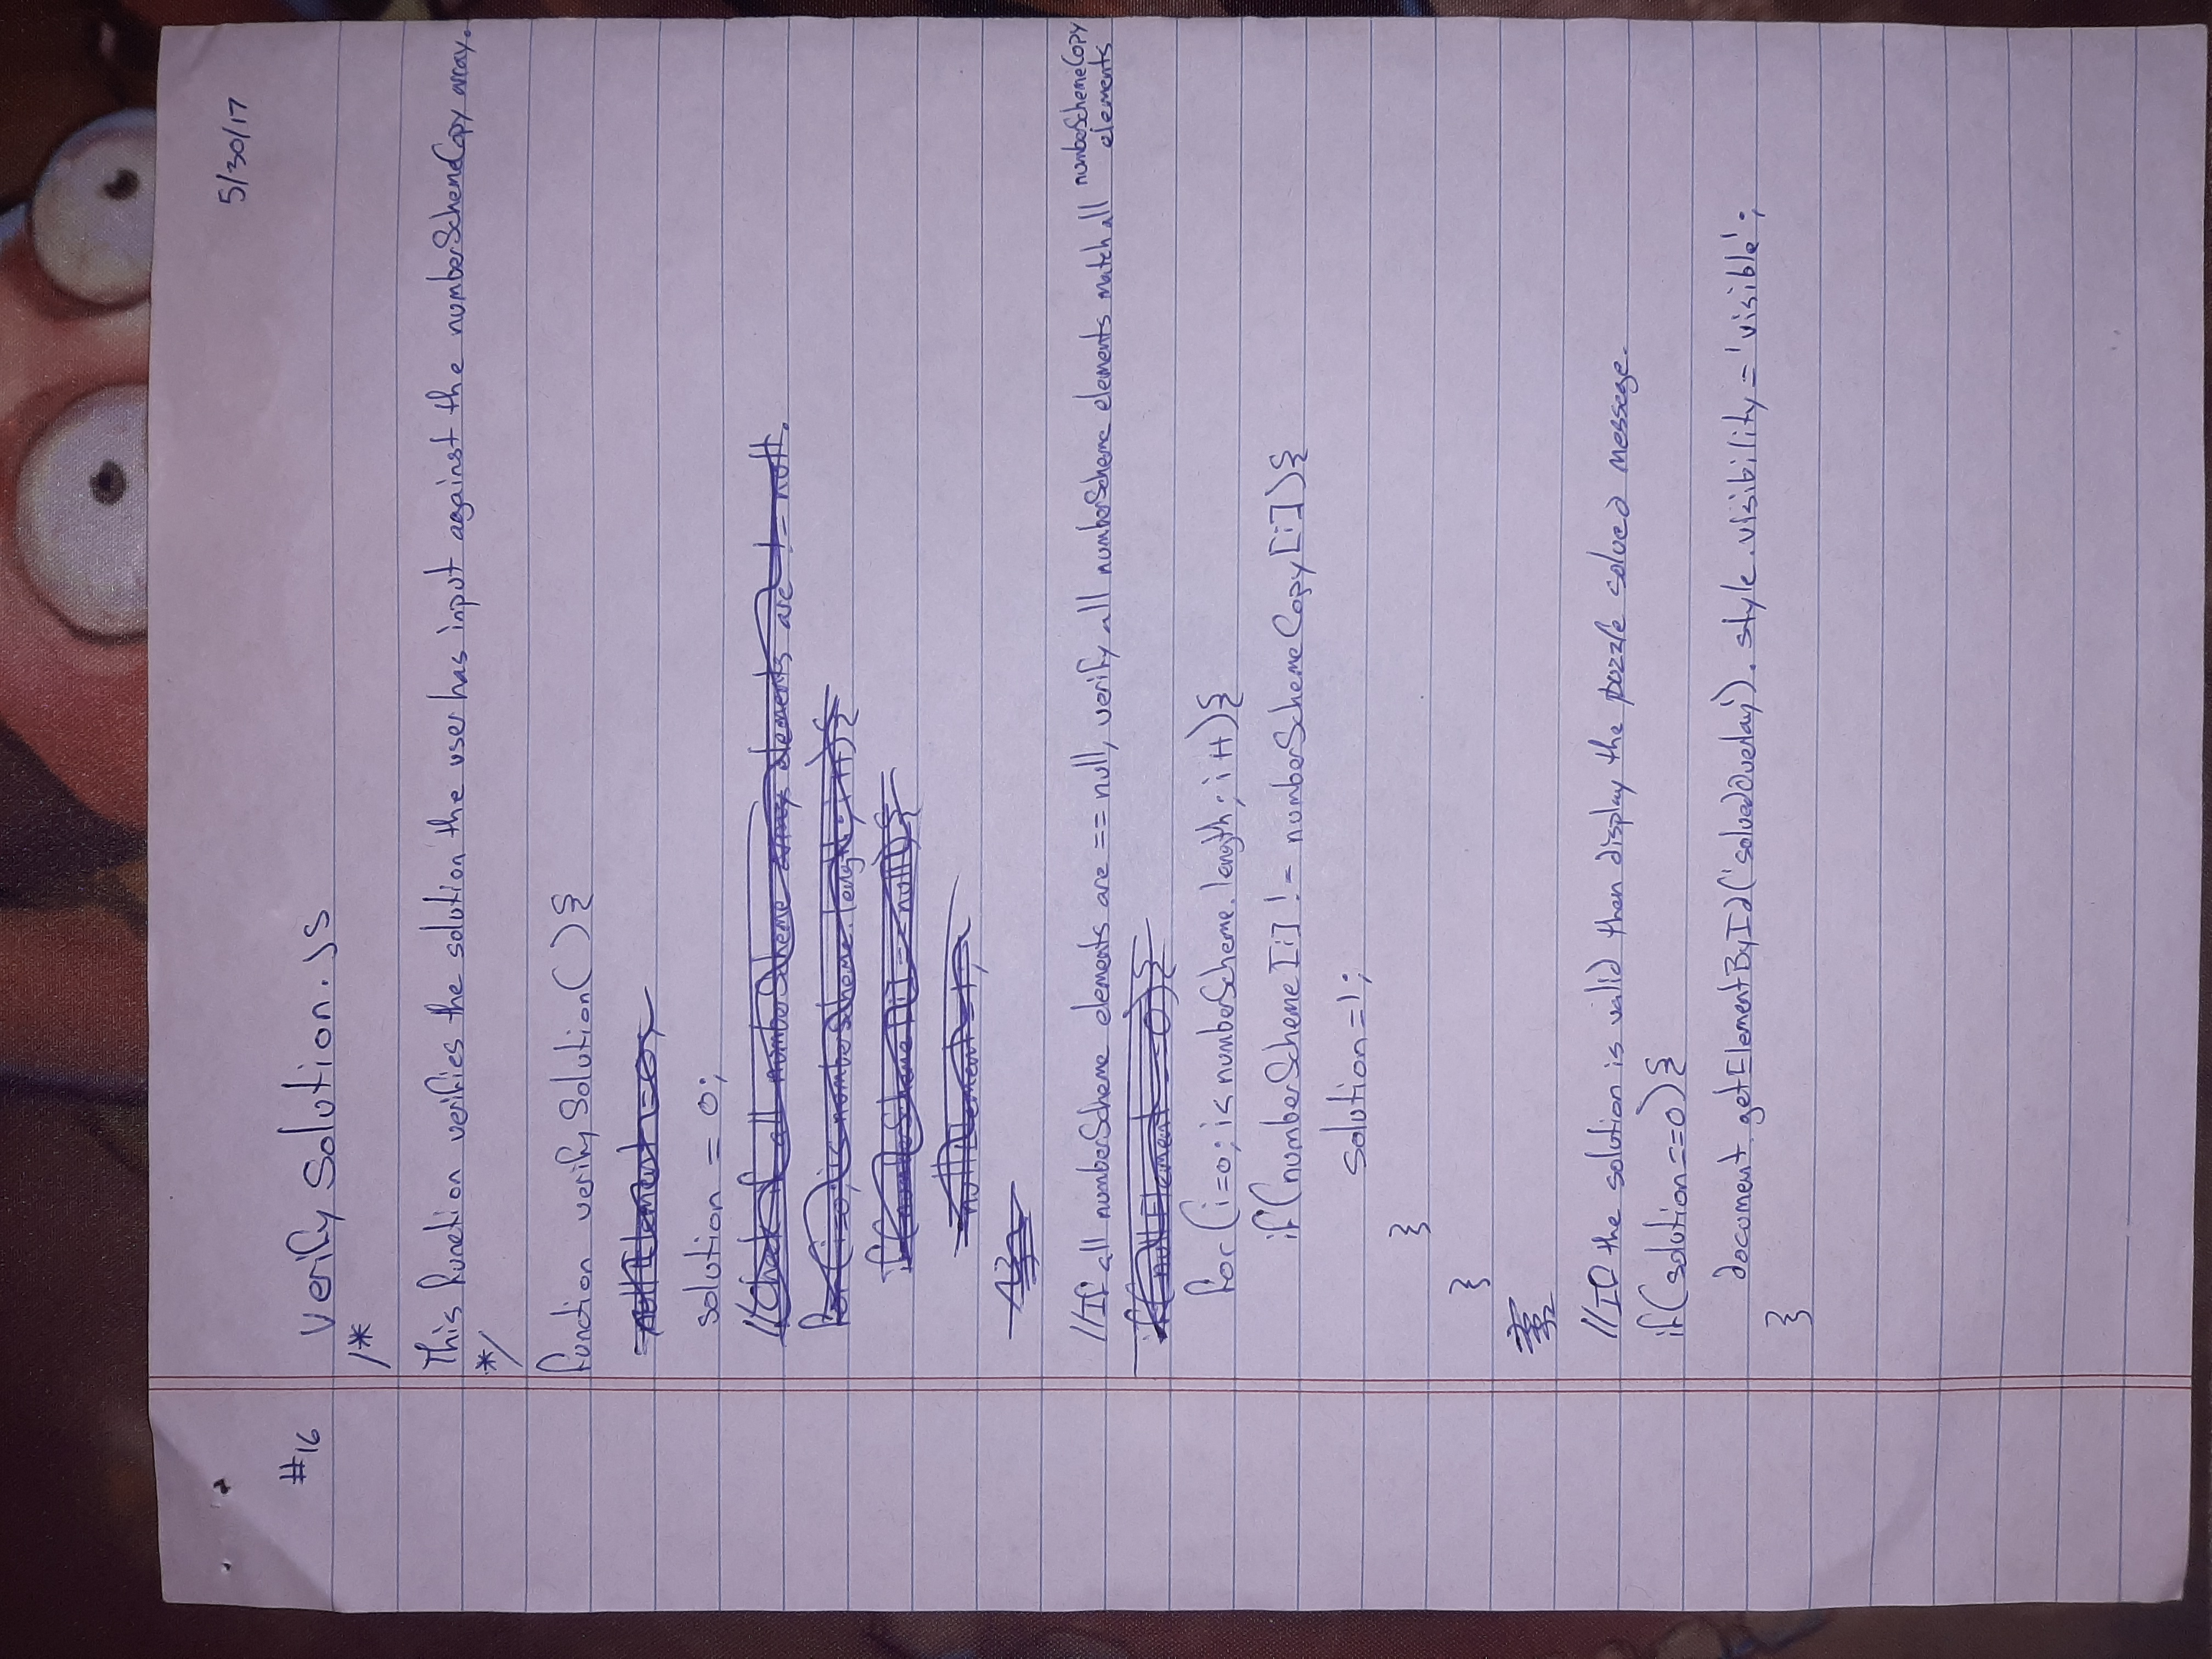 5/30/17
#16 verifySolution.js
/*
This function verifies the solution the user has input against the numberSchemeCopy array.
*/
function verifySolution(){
nullElement = 0;
solution = 0;
//Check if all numberScheme array elements are != null.
for(i=0; i< numberScheme.length; i++){
if(numberScheme[i] == null){
nullElement = 1;
//If all numberScheme elements are == null, verify all numberScheme elements match all numberSchemeCopy elements
if(nullElement == 0){
for(i=0; i< numberScheme.length; i++){
if(numberScheme[i] != numberSchemeCopy[i]){
solution=1;
}
}
//If the solution is valid then display the puzzle solved messege.
if(solution==0){
document.getElementById('solvedOverlay').style.visibility = 'visible';
}